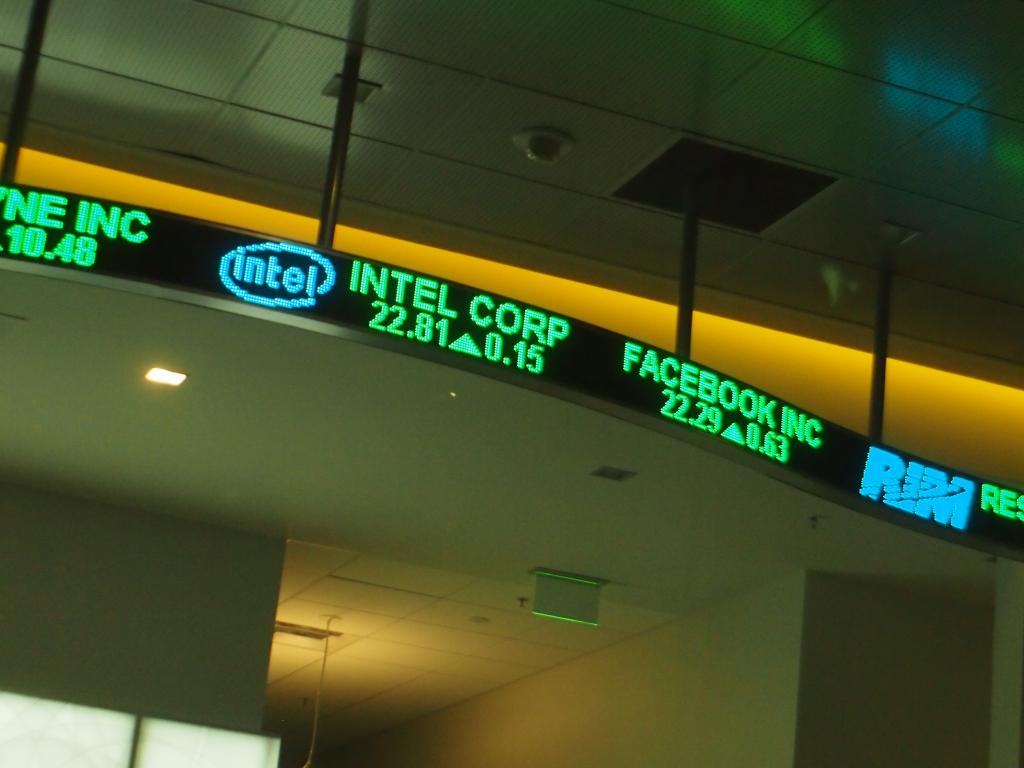 NE INC
10.48
intel
INTEL CORP
22.81▲0.15
FACEBOOK INC
22.29▲0.63
RIM
RES